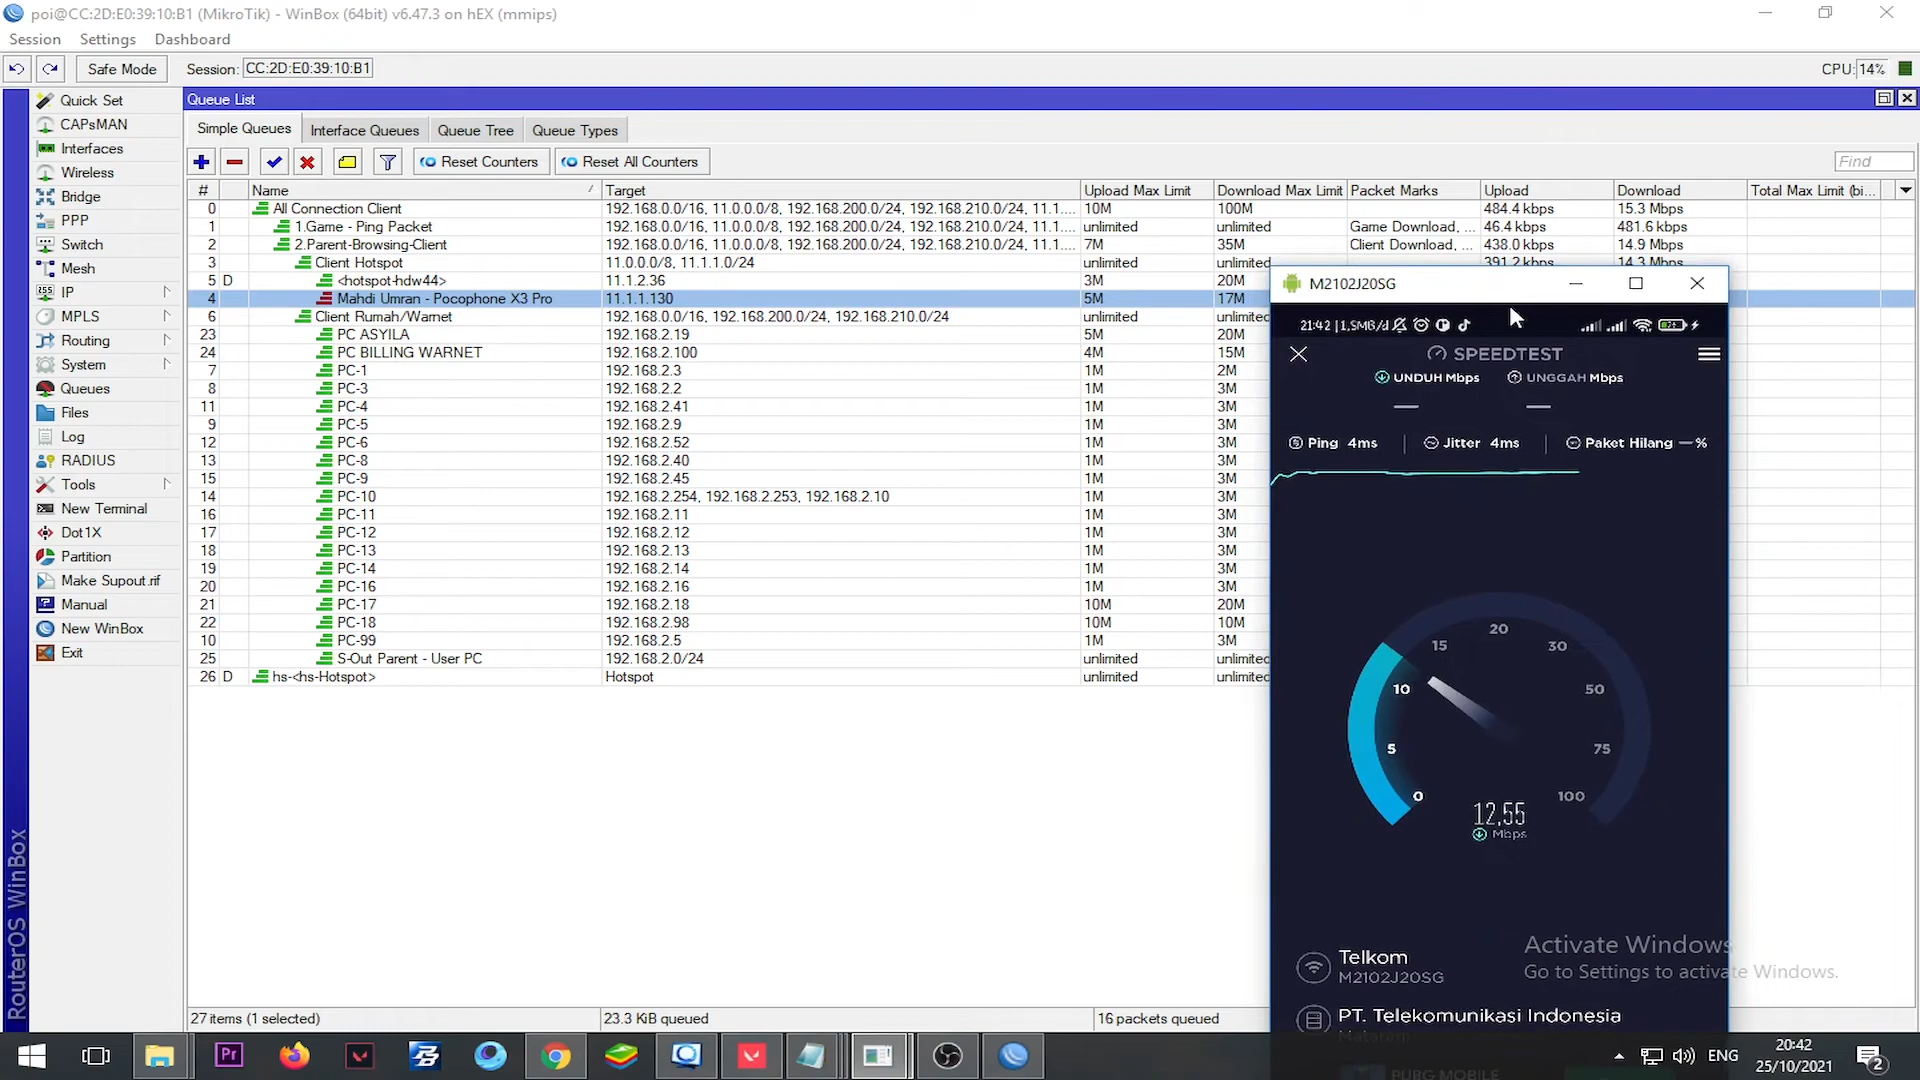 poi@CC:2D:E0:39:10:B1 (MikroTik) - WinBox (64bit) v6.47.3 on hEX (mmips)
Session Settings Dashboard
Safe Mode Session: CC:2D:E0:39:10:B1 CPU: 14%
Quick Set
CAPsMAN
Interfaces
Wireless
Bridge
PPP
Switch
Mesh
IP
MPLS
Routing
System
Queues
Files
Log
RADIUS
Tools
New Terminal
Dot1X
Partition
Make Supout.rif
Manual
New WinBox
Exit
RouterOS WinBox
Queue List
Simple Queues Interface Queues Queue Tree Queue Types
Reset Counters Reset All Counters Find
# Name Target Upload Max Limit Download Max Limit Packet Marks Upload Download Total Max Limit (bi...
0 All Connection Client 192.168.0.0/16, 11.0.0.0/8, 192.168.200.0/24, 192.168.210.0/24, 11.1.... 10M 100M 484.4 kbps 15.3 Mbps
1 1.Game - Ping Packet 192.168.0.0/16, 11.0.0.0/8, 192.168.200.0/24, 192.168.210.0/24, 11.1.... unlimited unlimited Game Download, ... 46.4 kbps 481.6 kbps
2 2.Parent-Browsing-Client 192.168.0.0/16, 11.0.0.0/8, 192.168.200.0/24, 192.168.210.0/24, 11.1.... 7M 35M Client Download, ... 438.0 kbps 14.9 Mbps
3 Client Hotspot 11.0.0.0/8, 11.1.1.0/24 unlimited unlimited 391.2 kbps 14.3 Mbps
5 D <hotspot-hdw44> 11.1.2.36 3M 20M
4 Mahdi Umran - Pocophone X3 Pro 11.1.1.130 5M 17M
6 Client Rumah/Warnet 192.168.0.0/16, 192.168.200.0/24, 192.168.210.0/24 unlimited unlimited
23 PC ASYILA 192.168.2.19 5M 20M
24 PC BILLING WARNET 192.168.2.100 4M 15M
7 PC-1 192.168.2.3 1M 2M
8 PC-3 192.168.2.2 1M 3M
11 PC-4 192.168.2.41 1M 3M
9 PC-5 192.168.2.9 1M 3M
12 PC-6 192.168.2.52 1M 3M
13 PC-8 192.168.2.40 1M 3M
15 PC-9 192.168.2.45 1M 3M
14 PC-10 192.168.2.254, 192.168.2.253, 192.168.2.10 1M 3M
16 PC-11 192.168.2.11 1M 3M
17 PC-12 192.168.2.12 1M 3M
18 PC-13 192.168.2.13 1M 3M
19 PC-14 192.168.2.14 1M 3M
20 PC-16 192.168.2.16 1M 3M
21 PC-17 192.168.2.18 10M 20M
22 PC-18 192.168.2.98 10M 10M
10 PC-99 192.168.2.5 1M 3M
25 S-Out Parent - User PC 192.168.2.0/24 unlimited unlimited
26 D hs-<hs-Hotspot> Hotspot unlimited unlimited
27 items (1 selected) 23.3 KiB queued 16 packets queued
M2102J20SG
21:42 | 1,5MB/d
SPEEDTEST
UNDUH Mbps UNGGAH Mbps
— —
Ping 4ms Jitter 4ms Paket Hilang — %
0 5 10 15 20 30 50 75 100
12,55
Mbps
Telkom
M2102J20SG
PT. Telekomunikasi Indonesia
Mataram
PUBG MOBILE
Activate Windows
Go to Settings to activate Windows.
ENG
20:42
25/10/2021
2